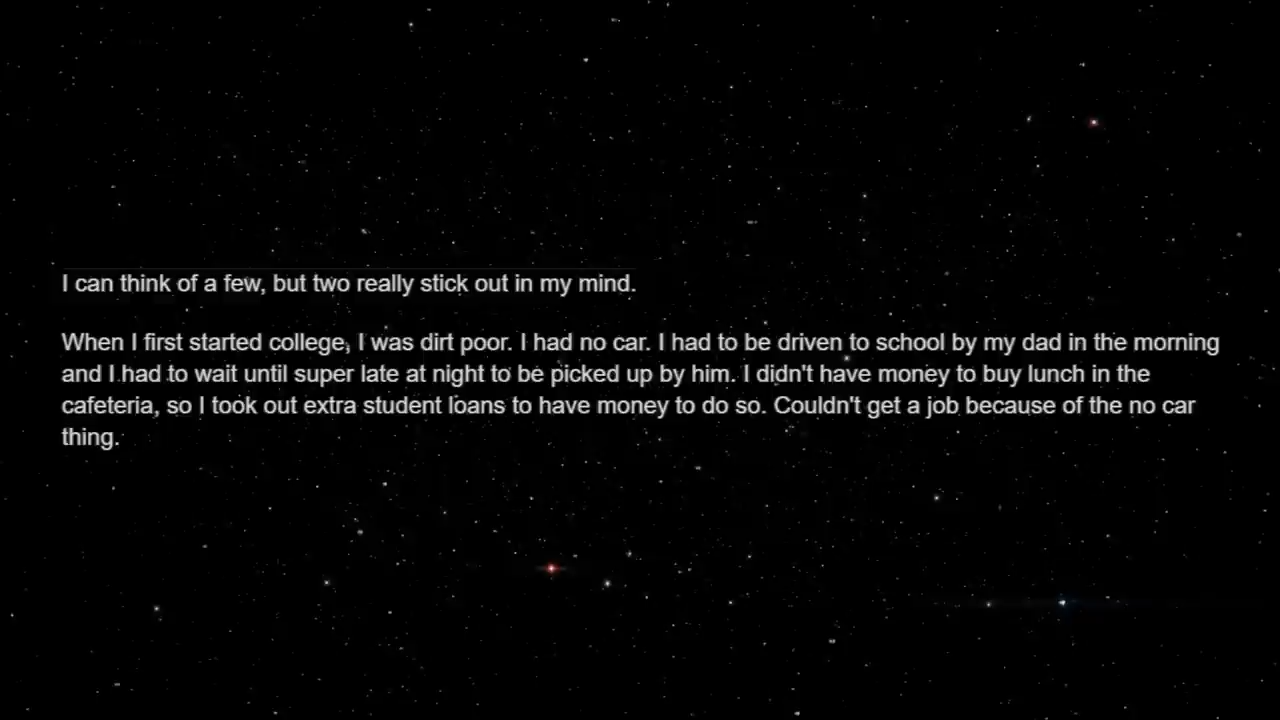 I can think of a few, but two really stick out in my mind.
When I first started college, I was dirt poor. I had no car. I had to be driven to school by my dad in the morning
and I had to wait until super late at night to be picked up by him. I didn't have money to buy lunch in the
cafeteria, so I took out extra student loans to have money to do so. Couldn't get a job because of the no car
thing.